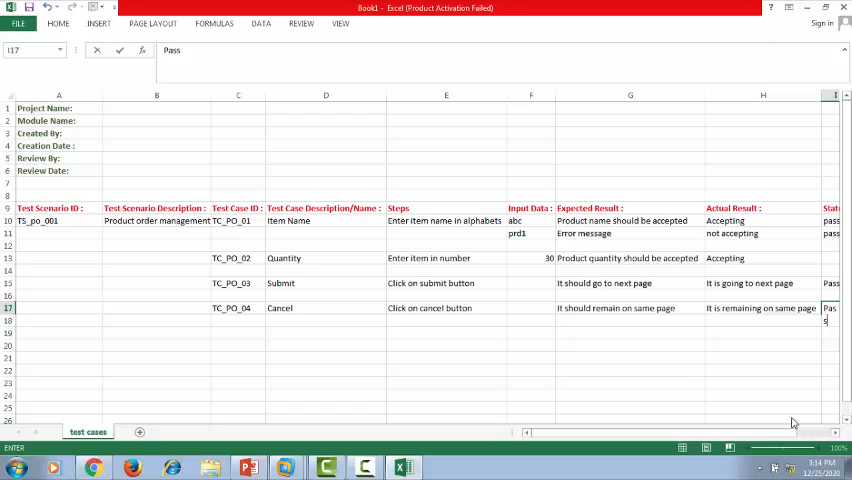 Book1 - Excel (Product Activation Failed)
FILE HOME INSERT PAGE LAYOUT FORMULAS DATA REVIEW VIEW Sign in
I17 Pass
A B C D E F G H I
1 Project Name:
2 Module Name:
3 Created By:
4 Creation Date :
5 Review By:
6 Review Date:
7
8
9 Test Scenario ID : Test Scenario Description : Test Case ID : Test Case Description/Name : Steps Input Data : Expected Result : Actual Result : Statu
10 TS_po_001 Product order management TC_PO_01 Item Name Enter item name in alphabets abc Product name should be accepted Accepting pass
11 prd1 Error message not accepting pass
12
13 TC_PO_02 Quantity Enter item in number 30 Product quantity should be accepted Accepting
14
15 TC_PO_03 Submit Click on submit button It should go to next page It is going to next page Pass
16
17 TC_PO_04 Cancel Click on cancel button It should remain on same page It is remaining on same page Pas
18 s
19
20
21
22
23
24
25
26
test cases
ENTER 100%
3:14 PM
12/25/2020